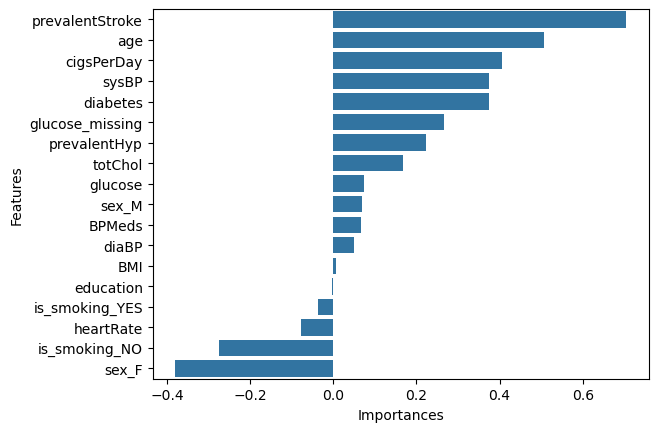 prevalentStroke
age
cigsPerDay
sysBP
diabetes
glucose_missing
prevalentHyp
totChol
glucose
sex_M
BPMeds
diaBP
BMI
education
is_smoking_YES
heartRate
is_smoking_NO
sex_F
Features
−0.4 −0.2 0.0 0.2 0.4 0.6
Importances